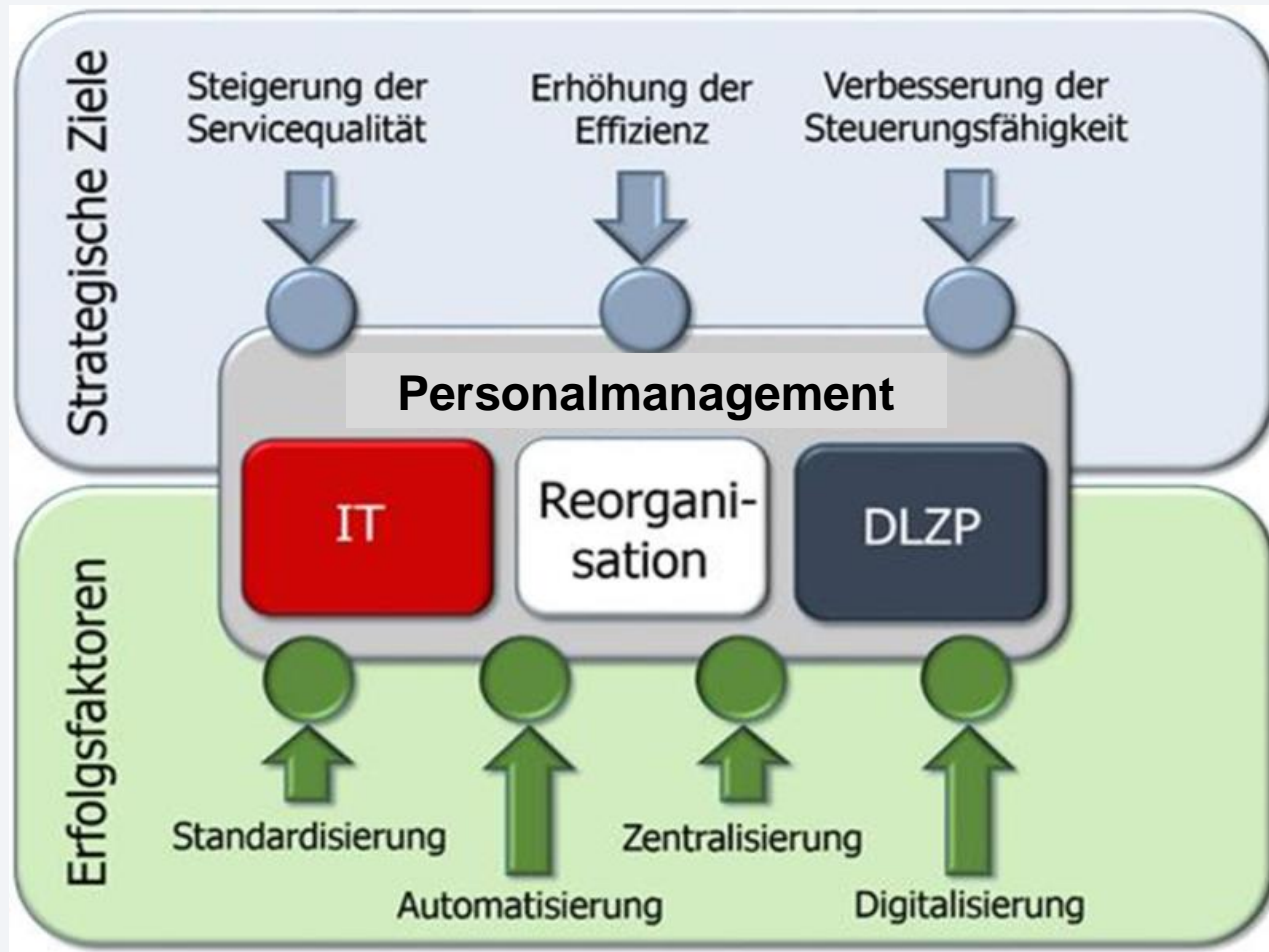 Strategische Ziele
Steigerung der
Servicequalität
Erhöhung der
Effizienz
Verbesserung der
Steuerungsfähigkeit
Personalmanagement
IT
Reorgani-
sation
DLZP
Erfolgsfaktoren
Standardisierung
Automatisierung
Zentralisierung
Digitalisierung